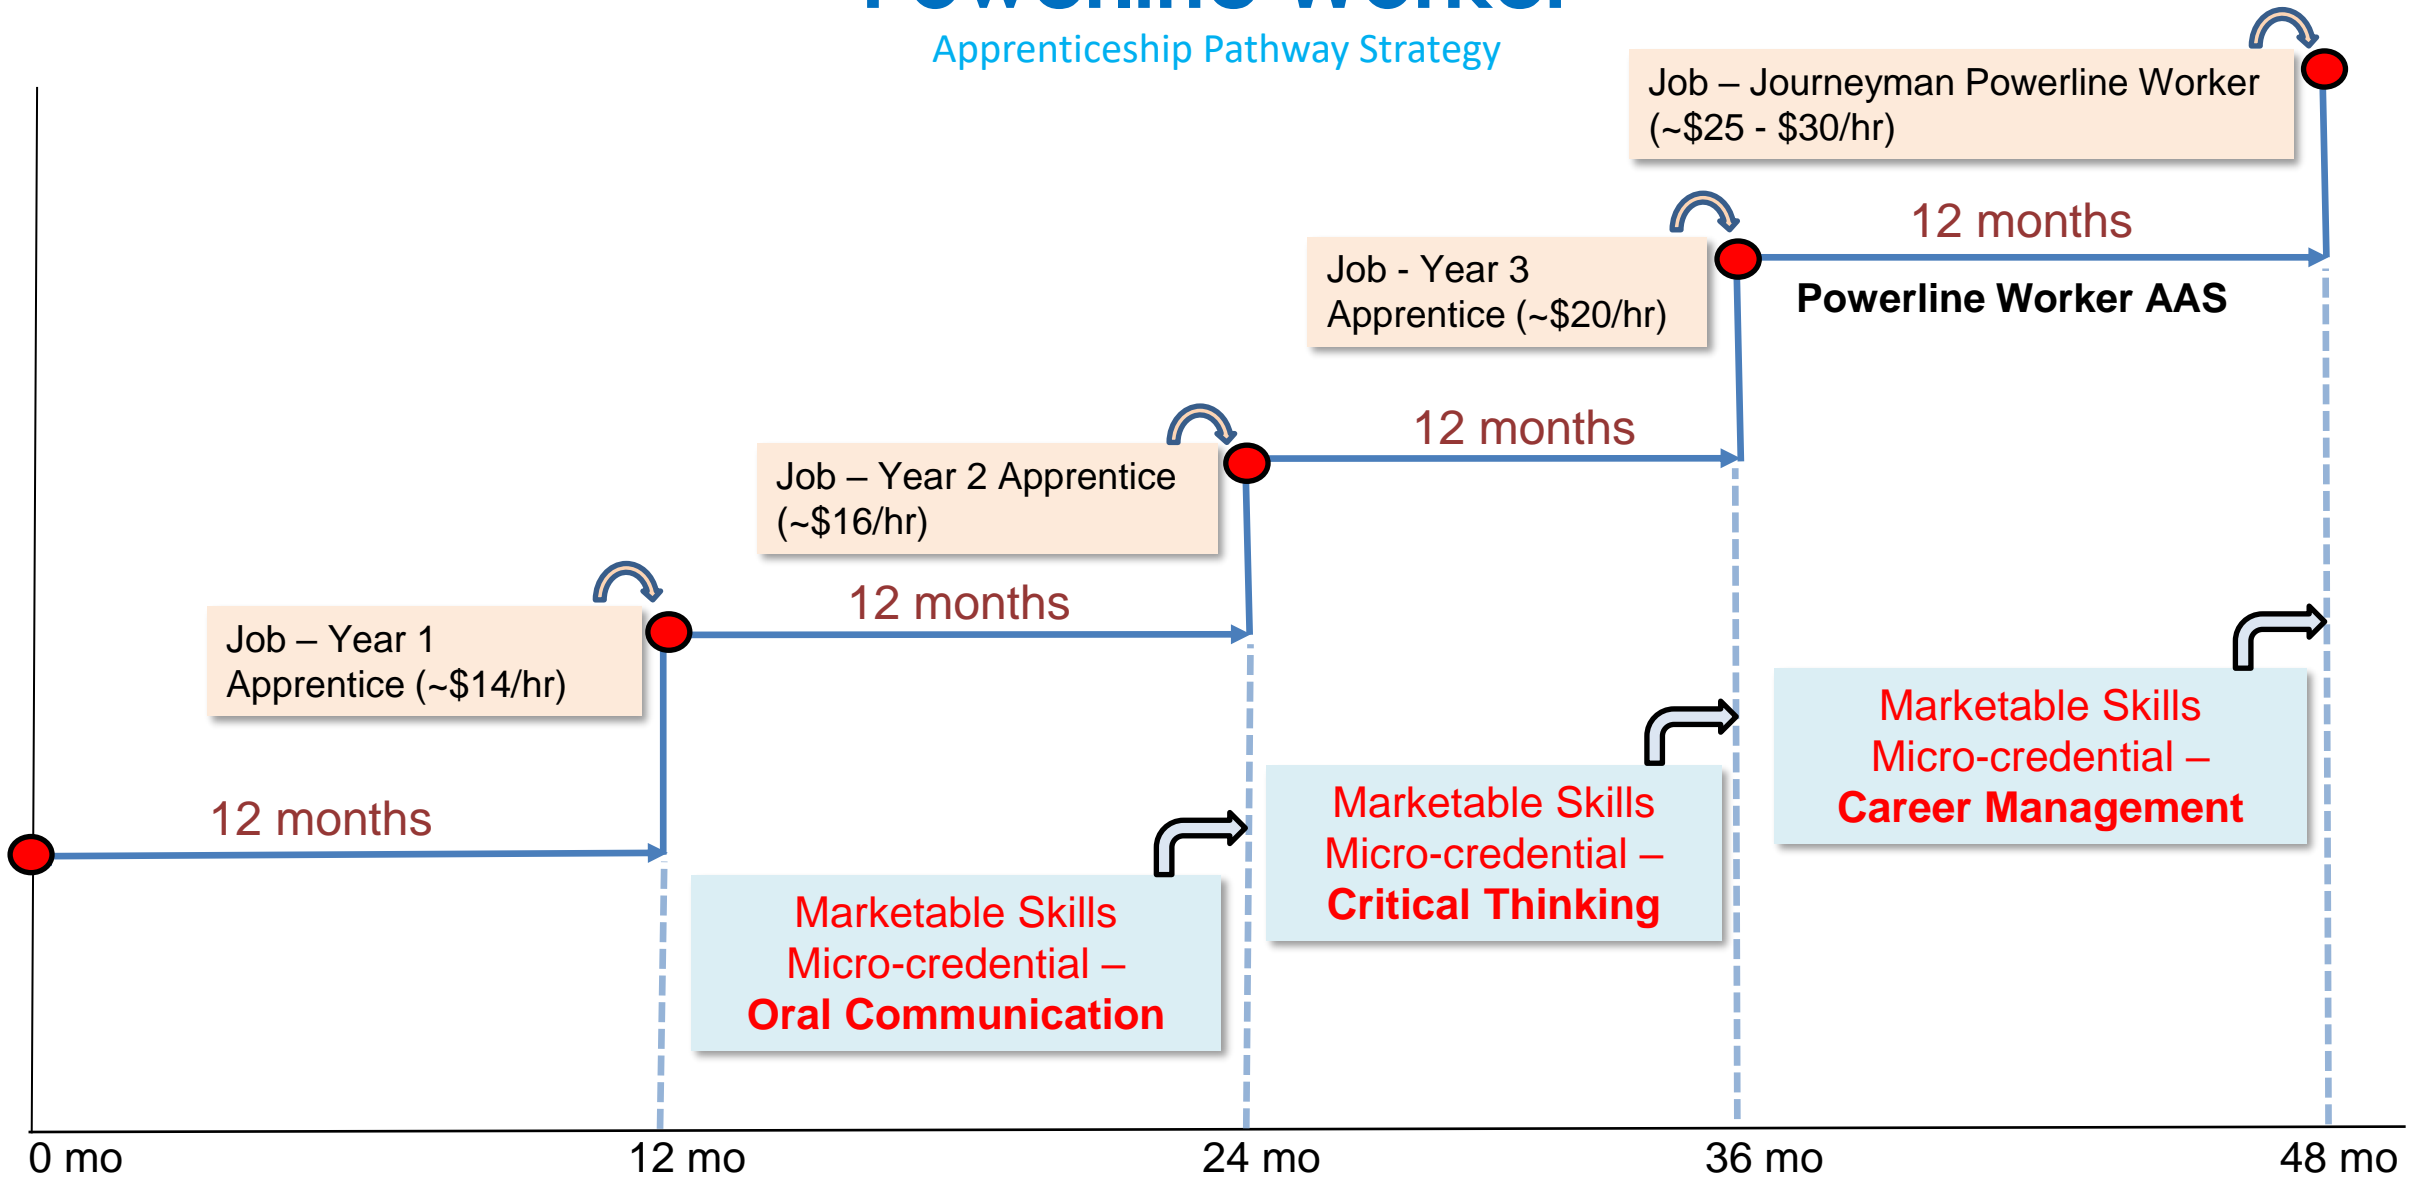 Powerline Worker
Apprenticeship Pathway Strategy
Job – Journeyman Powerline Worker
(~$25 - $30/hr)
12 months
Powerline Worker AAS
Job - Year 3
Apprentice (~$20/hr)
12 months
Job – Year 2 Apprentice
(~$16/hr)
12 months
Job – Year 1
Apprentice (~$14/hr)
12 months
Marketable Skills
Micro-credential –
Oral Communication
Marketable Skills
Micro-credential –
Critical Thinking
Marketable Skills
Micro-credential –
Career Management
0 mo
12 mo
24 mo
36 mo
48 mo